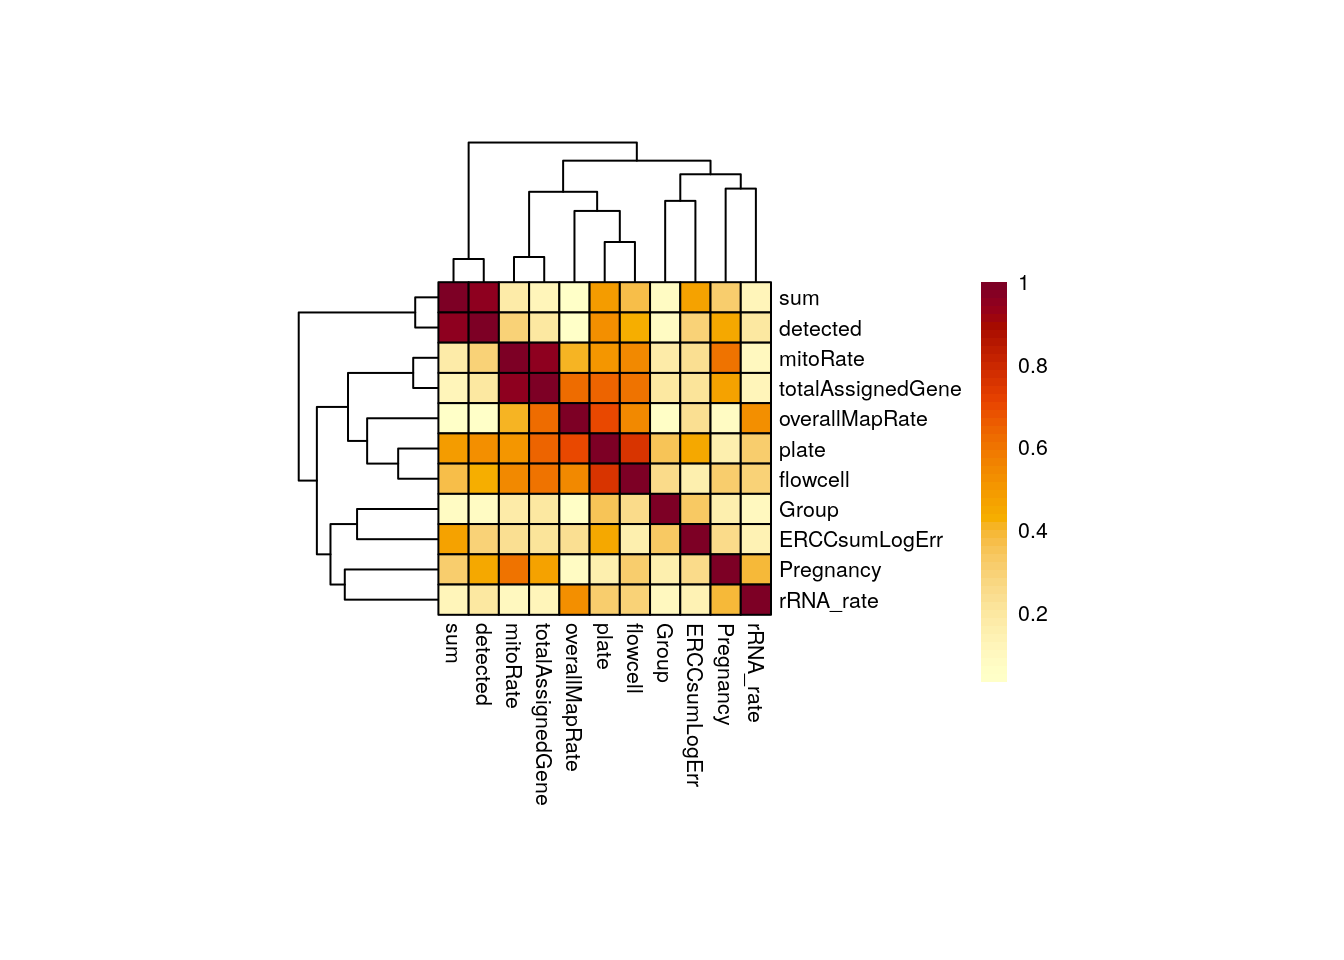 1
0.8
0.6
0.4
0.2
sum
detected
mitoRate
totalAssignedGene
overallMapRate
plate
flowcell
Group
ERCCsumLogErr
Pregnancy
rRNA_rate
sum
detected
mitoRate
totalAssignedGene
overallMapRate
plate
flowcell
Group
ERCCsumLogErr
Pregnancy
rRNA_rate